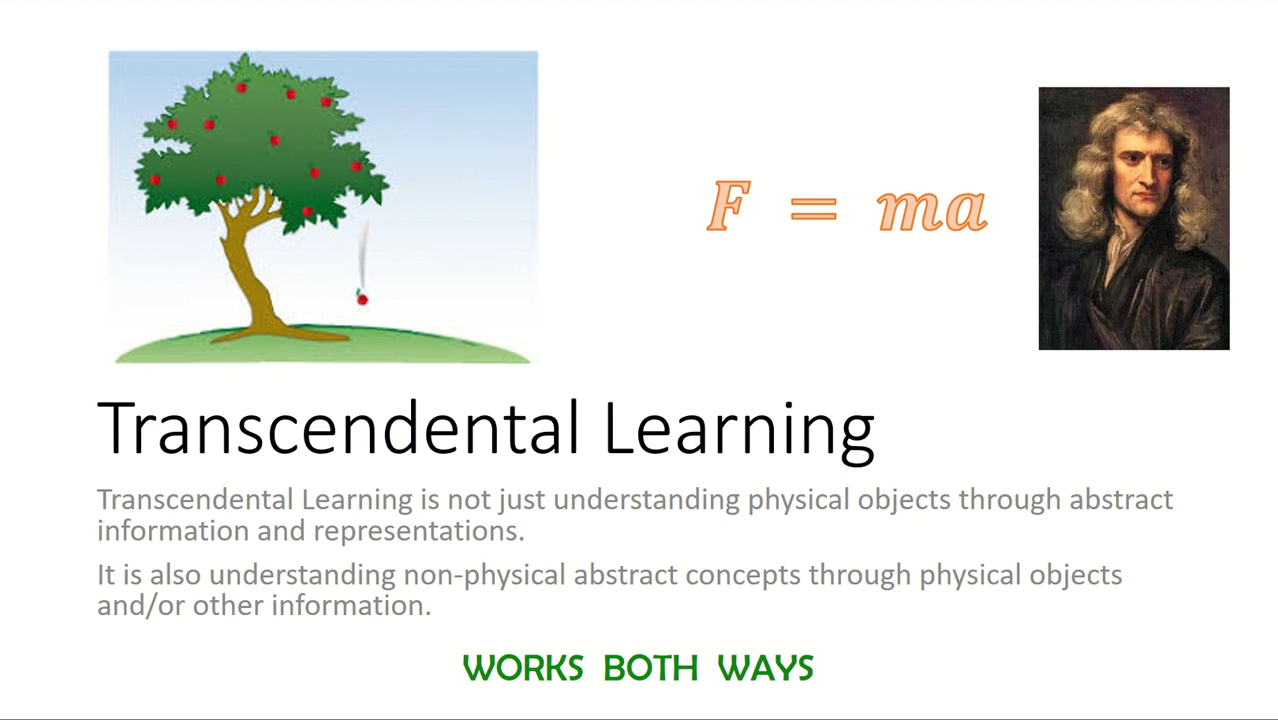 F = ma
Transcendental Learning
Transcendental Learning is not just understanding physical objects through abstract
information and representations.
It is also understanding non-physical abstract concepts through physical objects
and/or other information.
WORKS BOTH WAYS